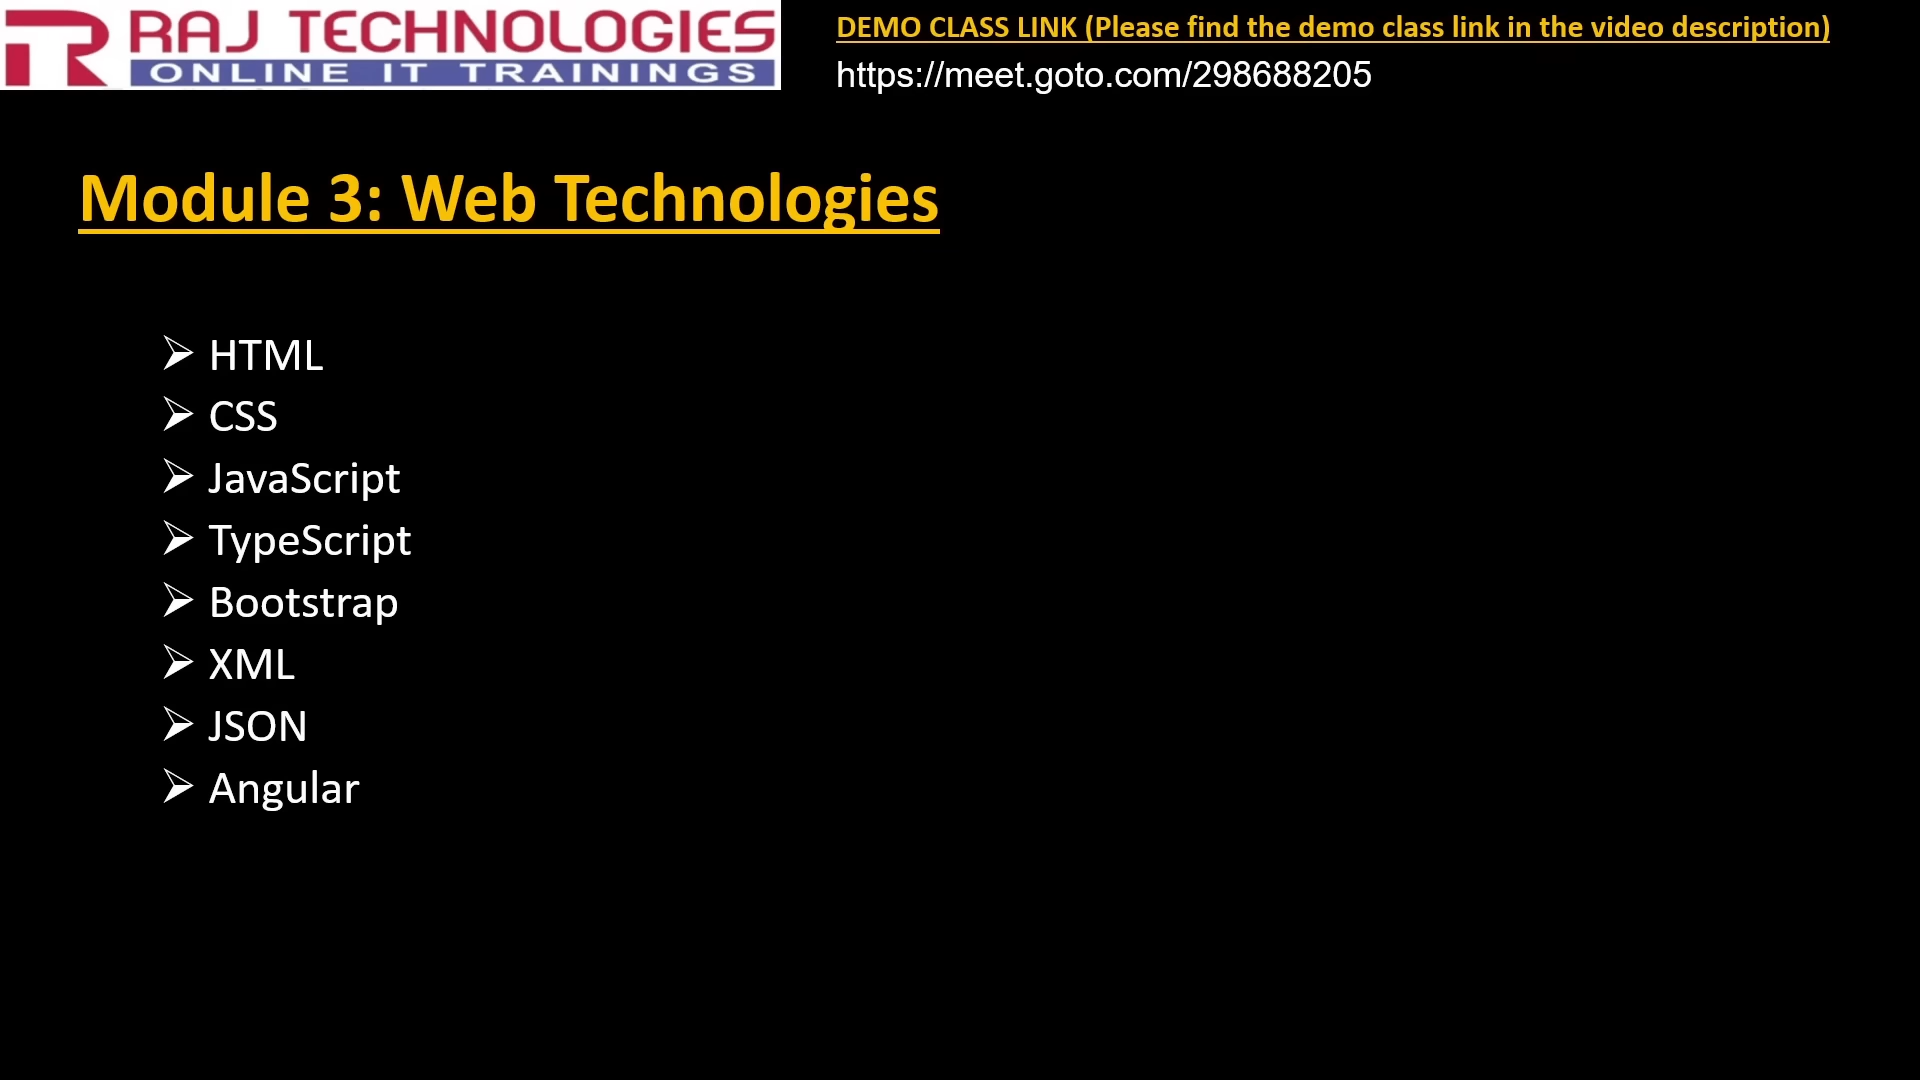 RAJ TECHNOLOGIES
ONLINE IT TRAININGS
DEMO CLASS LINK (Please find the demo class link in the video description)
https://meet.goto.com/298688205
Module 3: Web Technologies
HTML
CSS
JavaScript
TypeScript
Bootstrap
XML
JSON
Angular